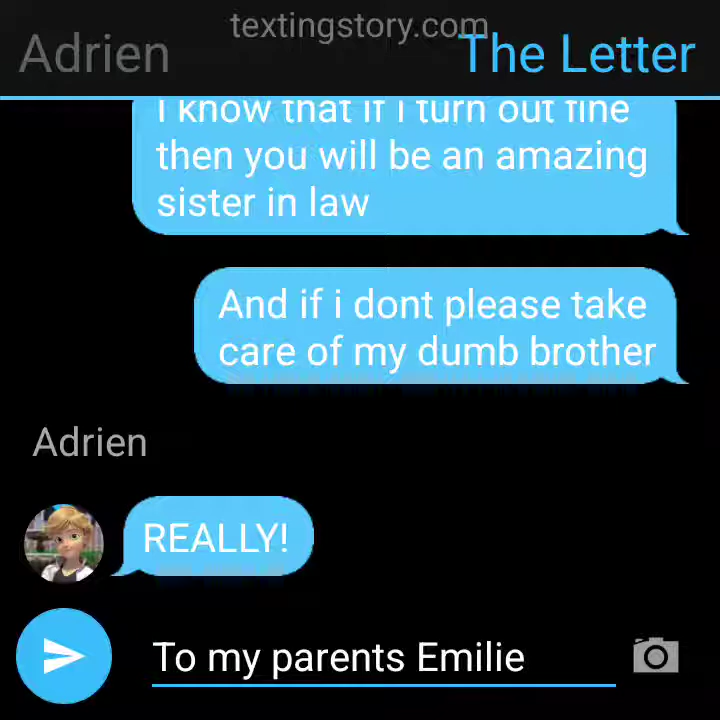 textingstory.com
Adrien
The Letter
I know that if i turn out fine
then you will be an amazing
sister in law
And if i dont please take
care of my dumb brother
Adrien
REALLY!
To my parents Emilie